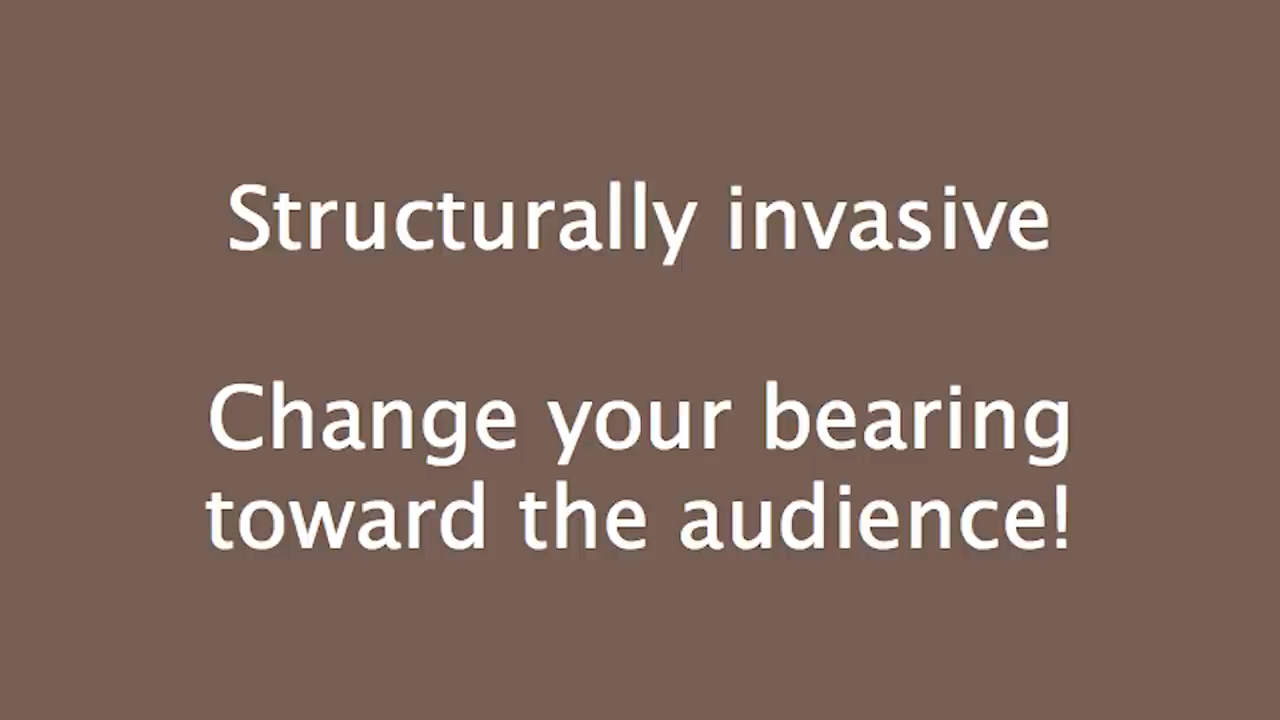 Structurally invasive
Change your bearing
toward the audience!